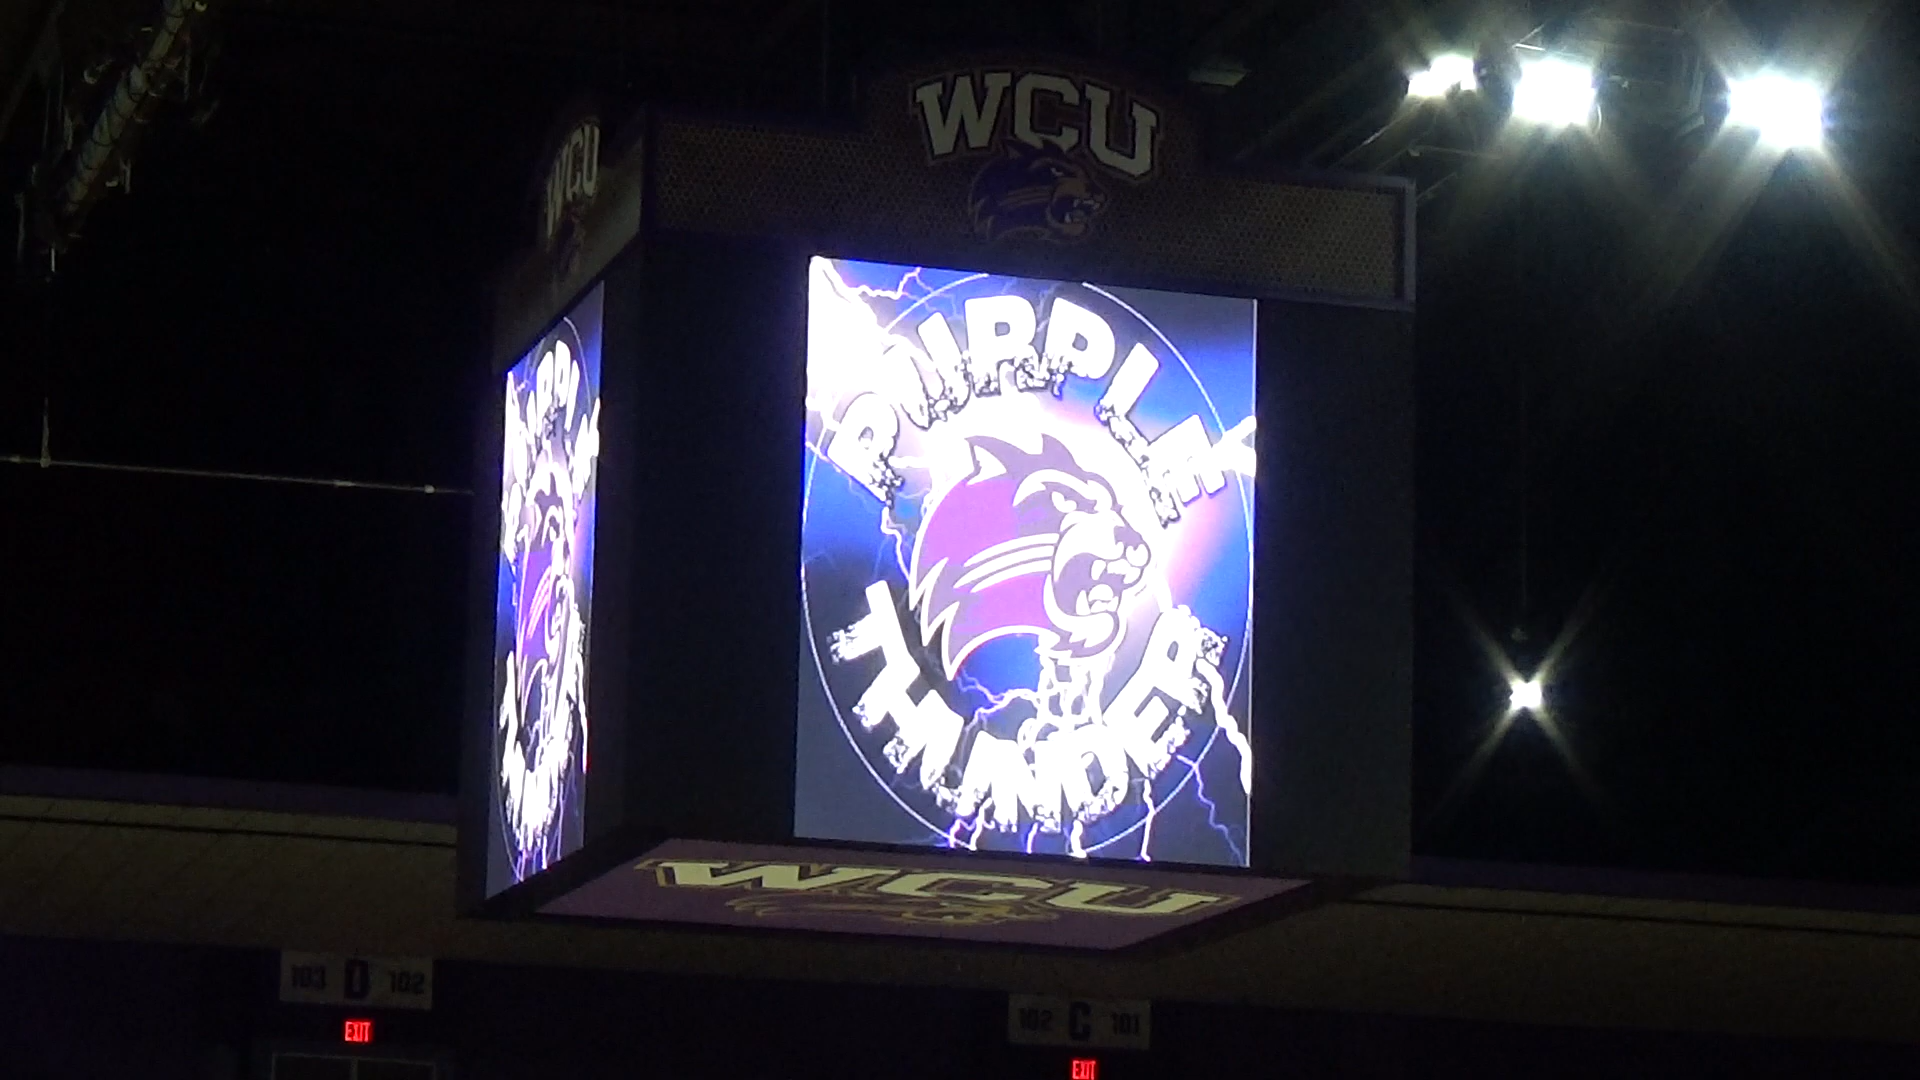 WCU
WCU
PURPLE
THUNDER
WCU
103 D 102
EXIT
102 C 101
EXIT